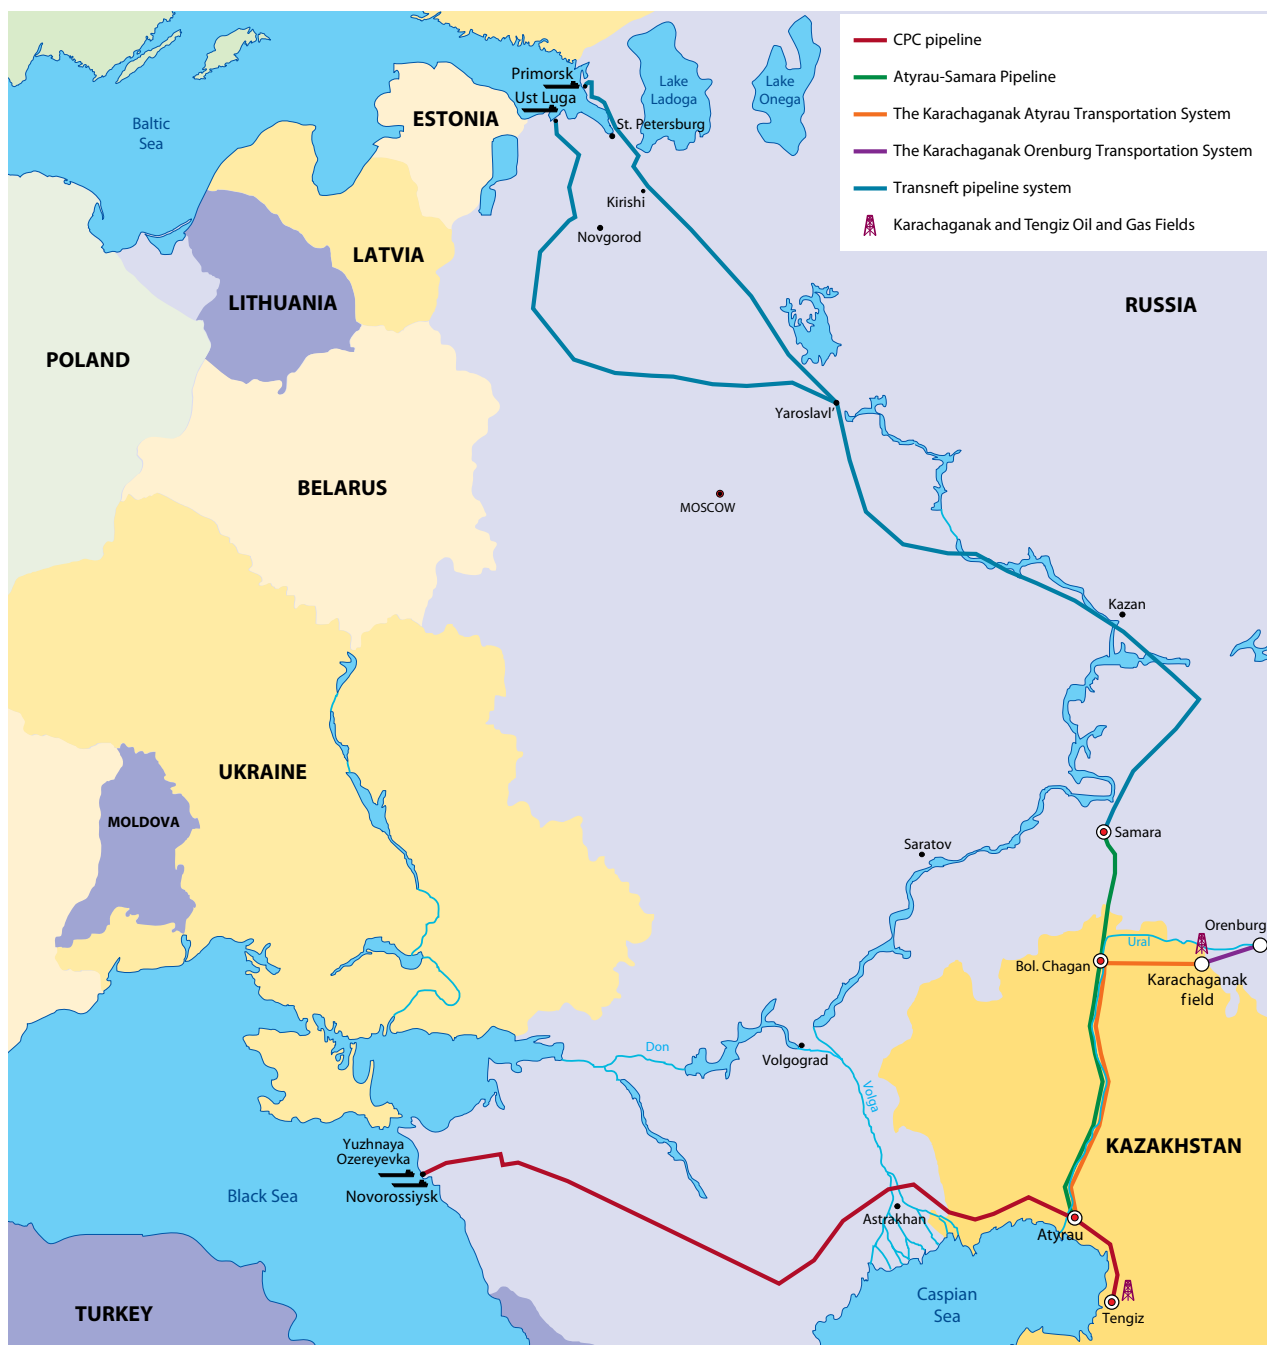 CPC pipeline
Atyrau-Samara Pipeline
The Karachaganak Atyrau Transportation System
The Karachaganak Orenburg Transportation System
Transneft pipeline system
Karachaganak and Tengiz Oil and Gas Fields
Primorsk
Ust Luga
Lake
Ladoga
Lake
Onega
Baltic
Sea
ESTONIA
St. Petersburg
Kirishi
Novgorod
LATVIA
LITHUANIA
RUSSIA
POLAND
Yaroslavl’
BELARUS
MOSCOW
Kazan
UKRAINE
MOLDOVA
Samara
Saratov
Orenburg
Ural
Bol. Chagan
Karachaganak
field
Don
Volgograd
Volga
Yuzhnaya
Ozereyevka
KAZAKHSTAN
Black Sea
Novorossiysk
Astrakhan
Atyrau
Caspian
Sea
TURKEY
Tengiz